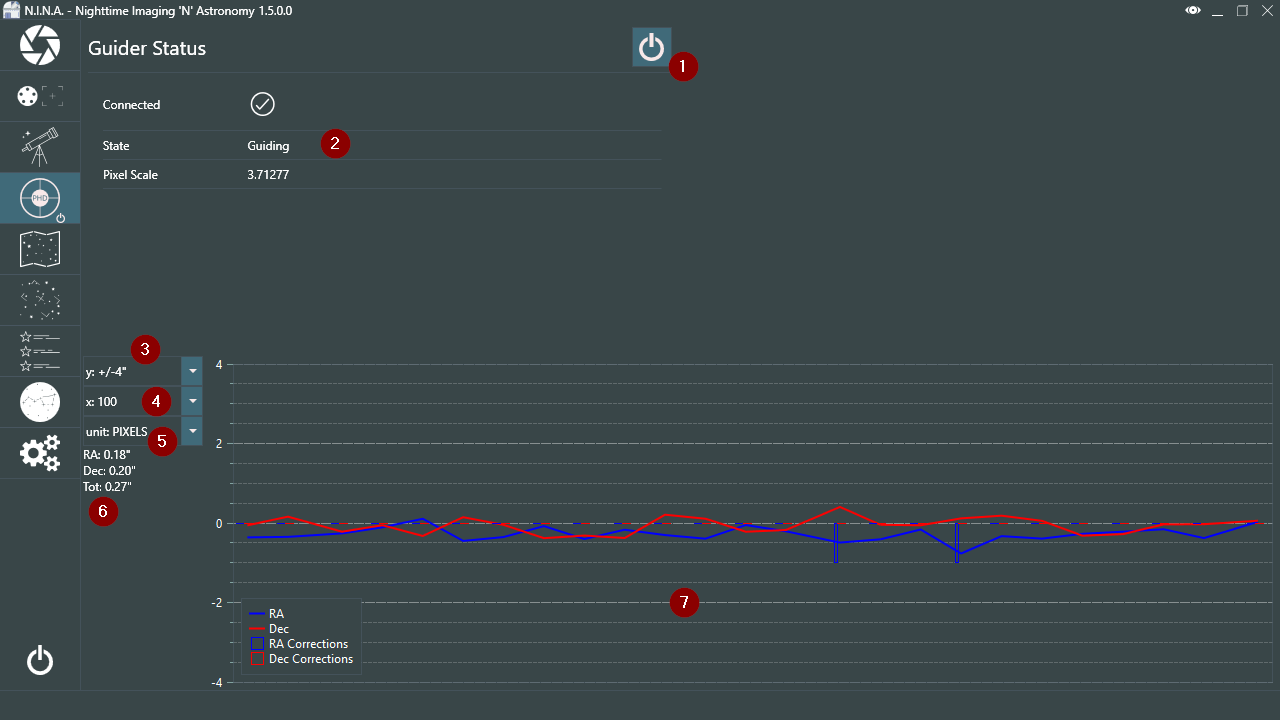 N.I.N.A. - Nighttime Imaging 'N' Astronomy 1.5.0.0
Guider Status
1
Connected
State Guiding 2
Pixel Scale 3.71277
PHD
3
y: +/-4"
x: 100 4
unit: PIXELS 5
RA: 0.18"
Dec: 0.20"
Tot: 0.27"
6
4
2
0
-2
-4
7
RA
Dec
RA Corrections
Dec Corrections